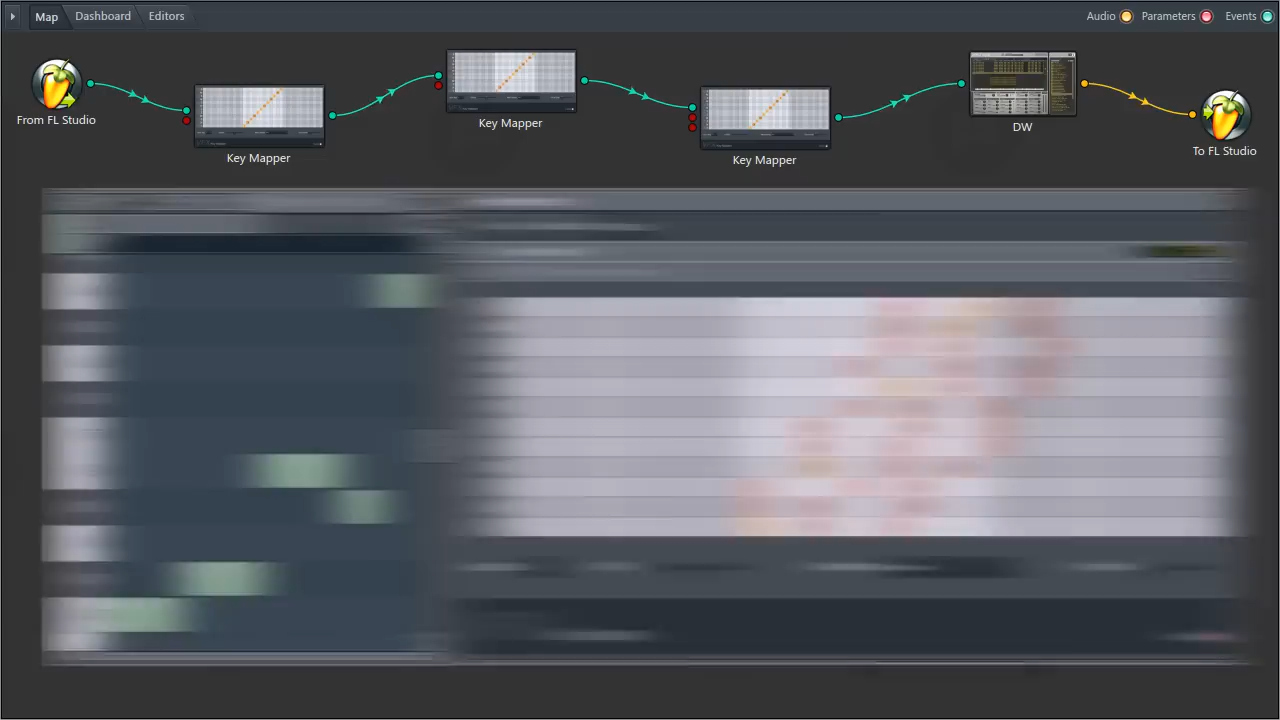 Map Dashboard Editors
Audio Parameters Events
From FL Studio
Key Mapper
Key Mapper
Key Mapper
DW
To FL Studio